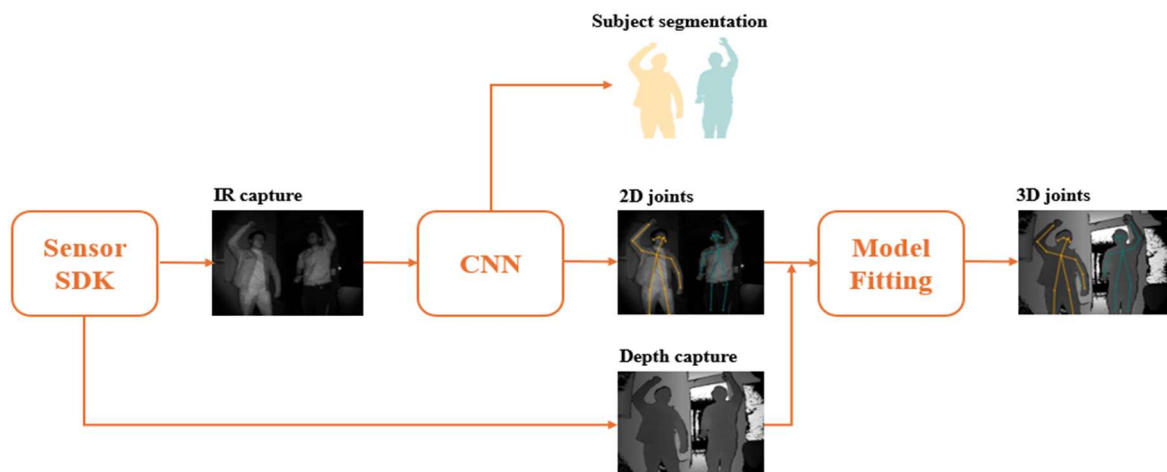 Subject segmentation
IR capture
2D joints
3D joints
Sensor
SDK
CNN
Model
Fitting
Depth capture